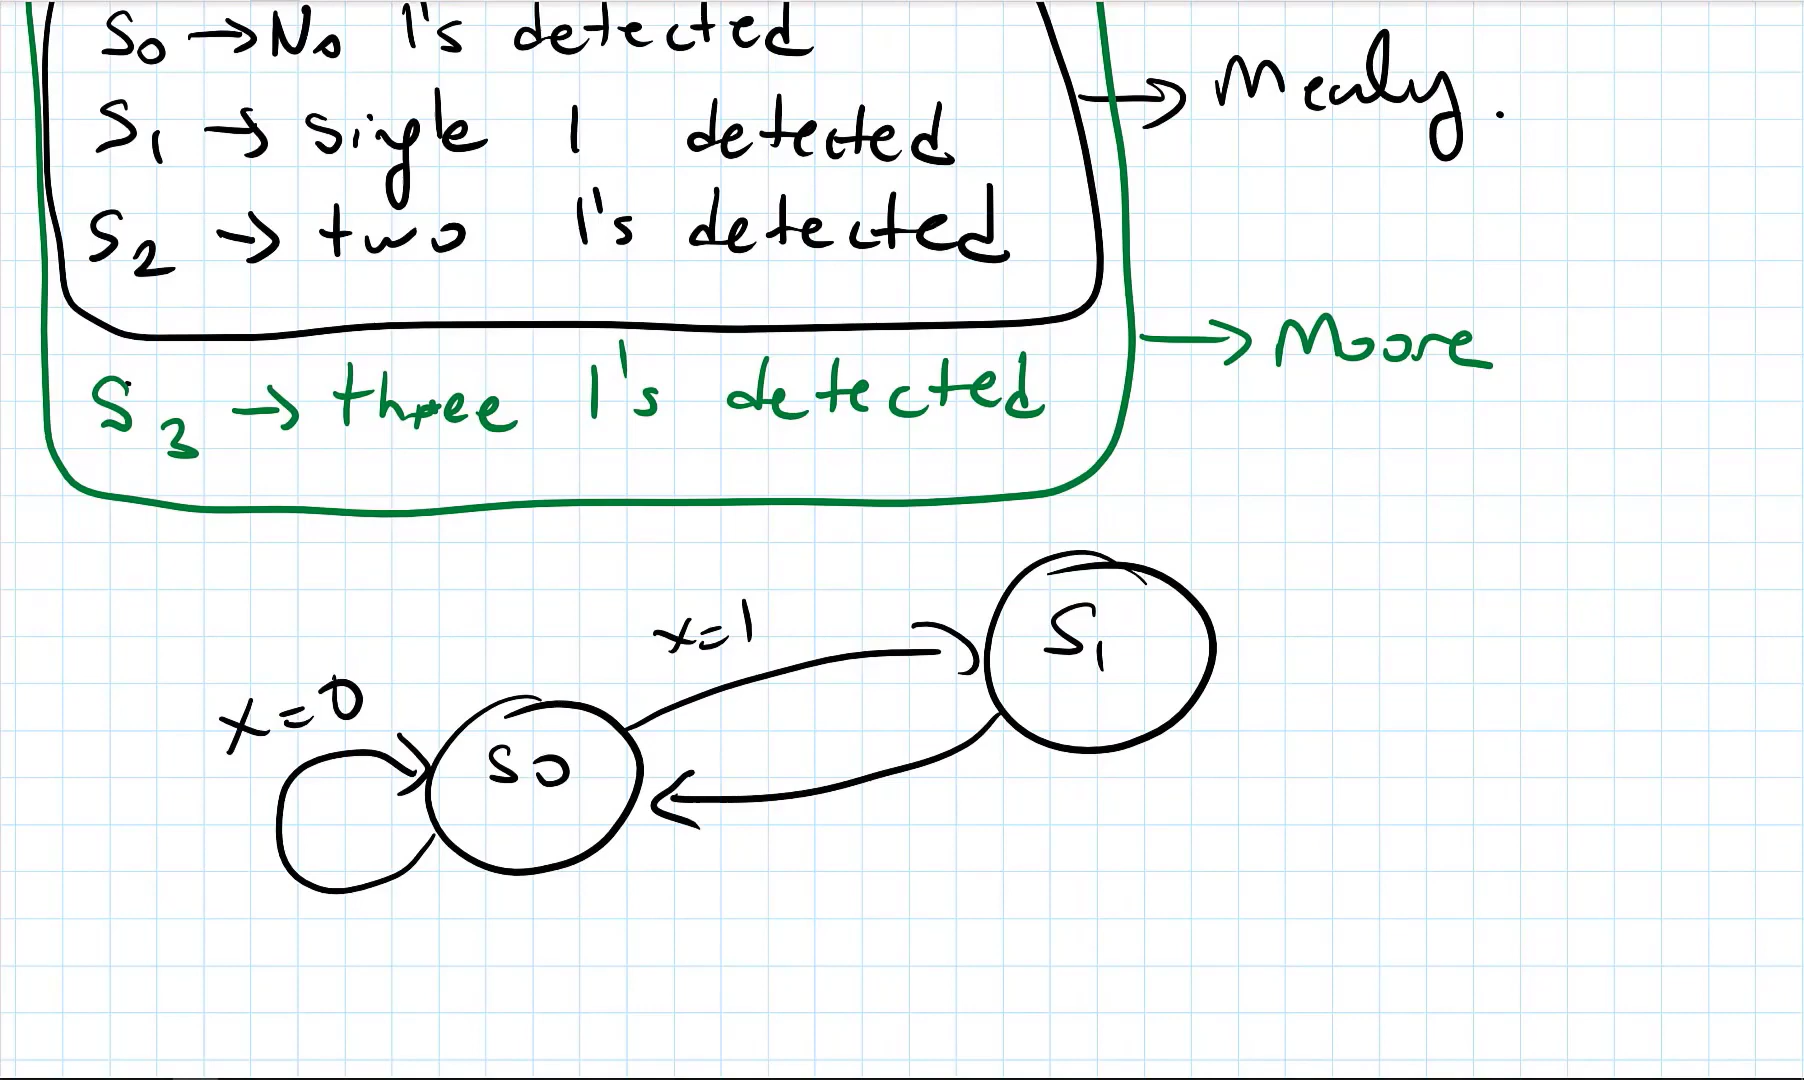 S0 → No 1's detected
S1 → single 1 detected
→ Mealy.
S2 → two 1's detected
→ Moore
S3 → three 1's detected
x=1
S1
x=0
S0